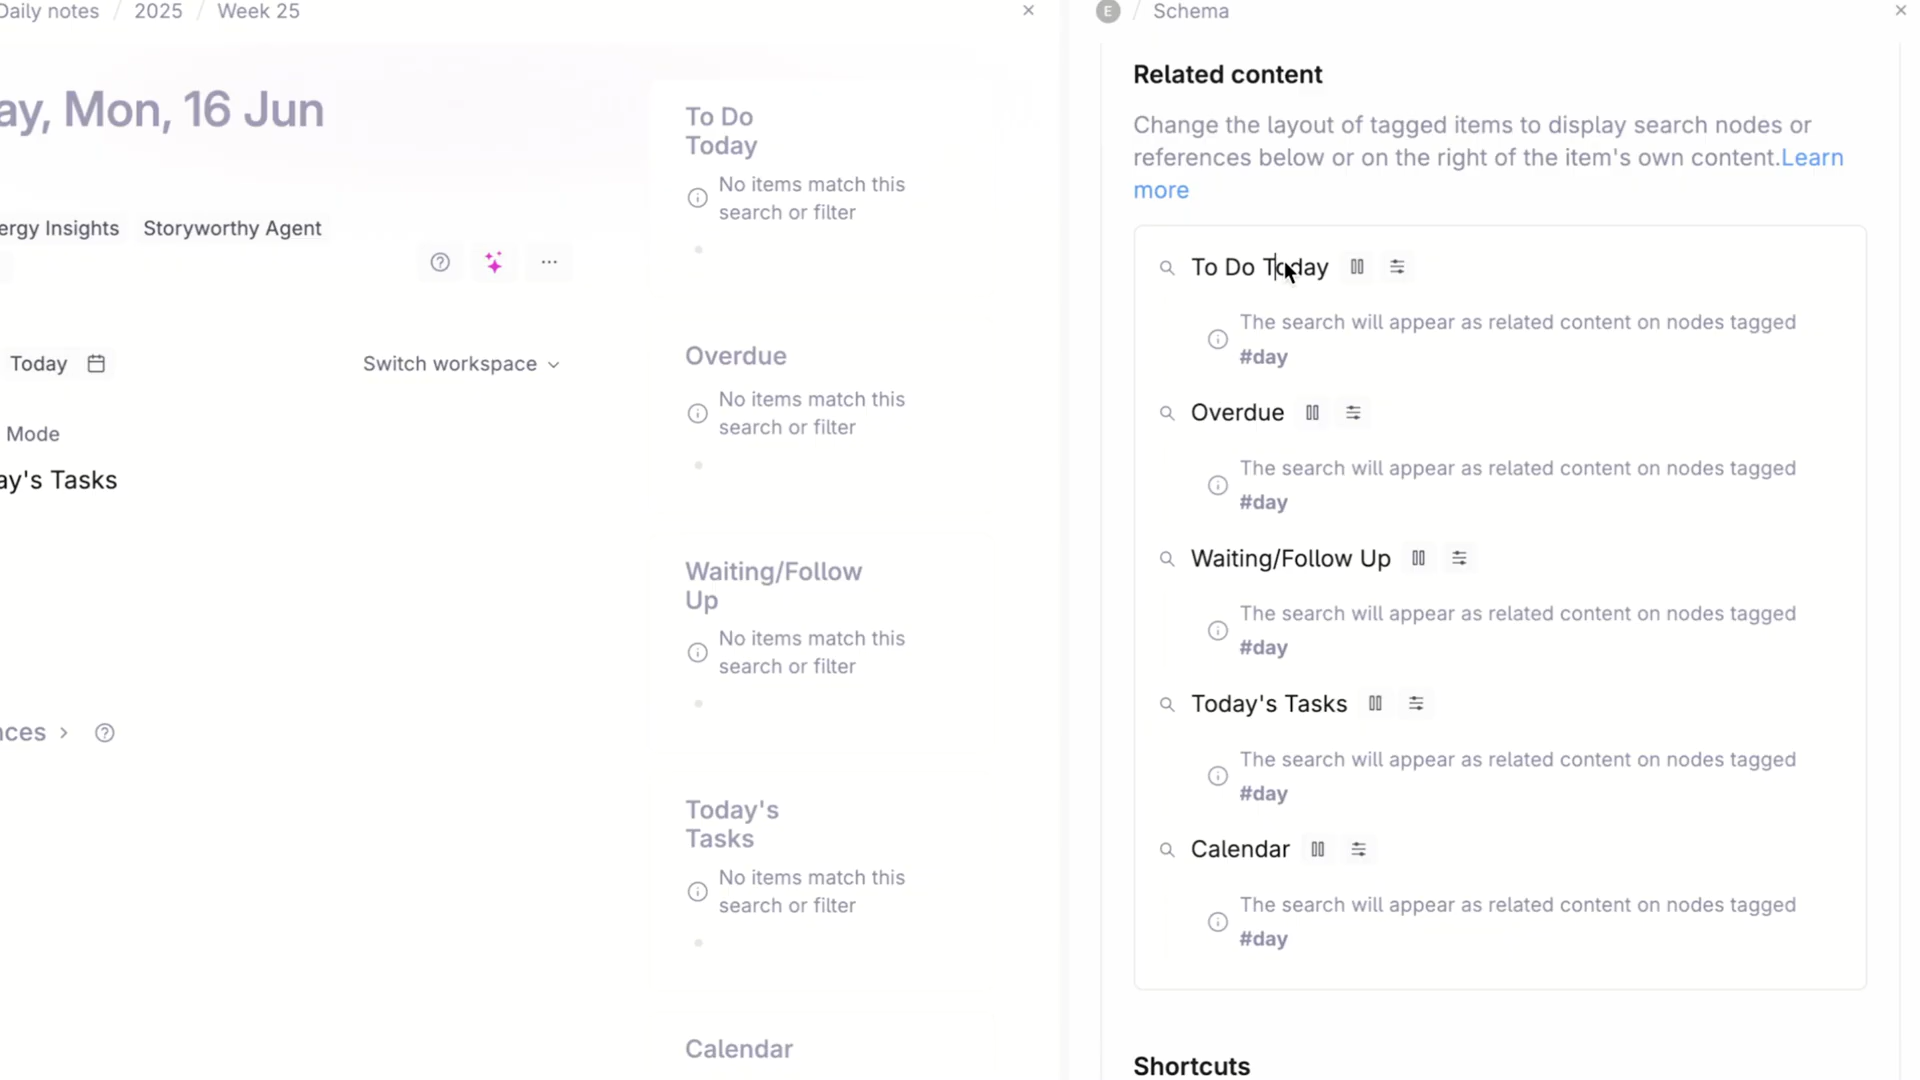 Daily notes / 2025 / Week 25
ay, Mon, 16 Jun
ergy Insights Storyworthy Agent
Today
Switch workspace
Mode
ay's Tasks
nces
To Do
Today
No items match this
search or filter
Overdue
No items match this
search or filter
Waiting/Follow
Up
No items match this
search or filter
Today's
Tasks
No items match this
search or filter
Calendar
E / Schema
Related content
Change the layout of tagged items to display search nodes or
references below or on the right of the item's own content.Learn
more
To Do Today
The search will appear as related content on nodes tagged
#day
Overdue
The search will appear as related content on nodes tagged
#day
Waiting/Follow Up
The search will appear as related content on nodes tagged
#day
Today's Tasks
The search will appear as related content on nodes tagged
#day
Calendar
The search will appear as related content on nodes tagged
#day
Shortcuts